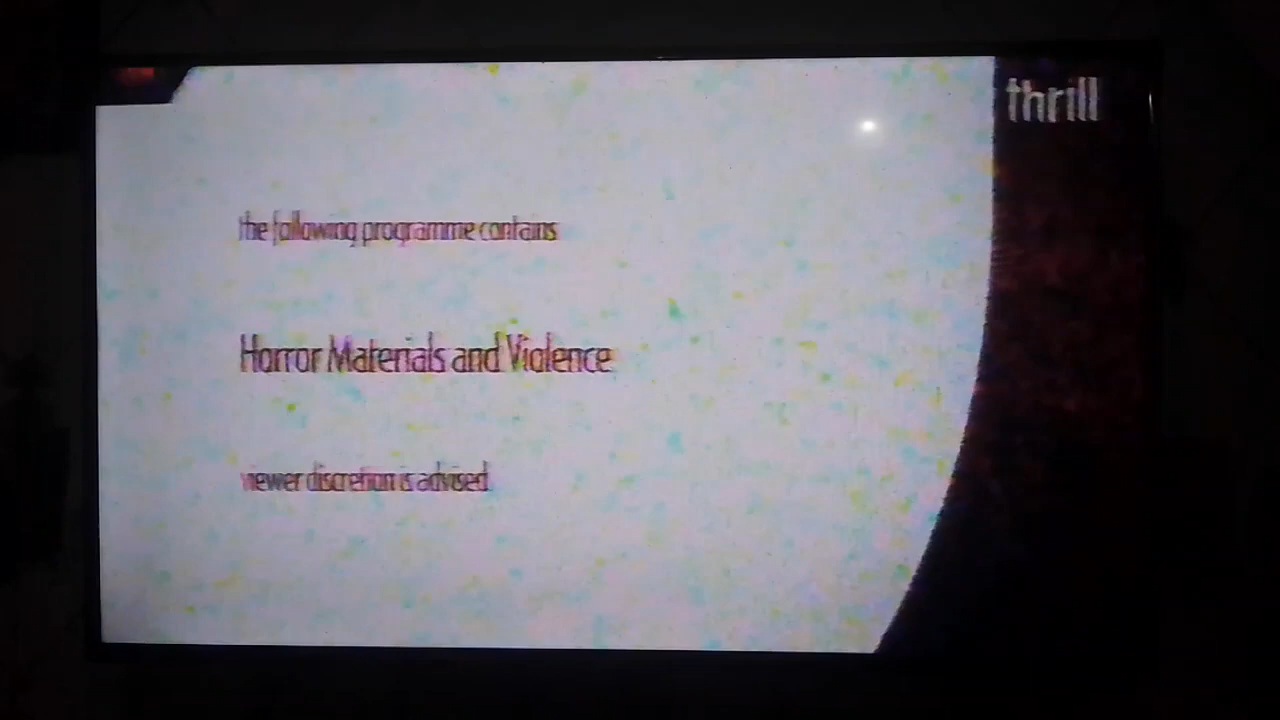 thrill
the following programme contains
Horror Materials and Violence
viewer discretion is advised